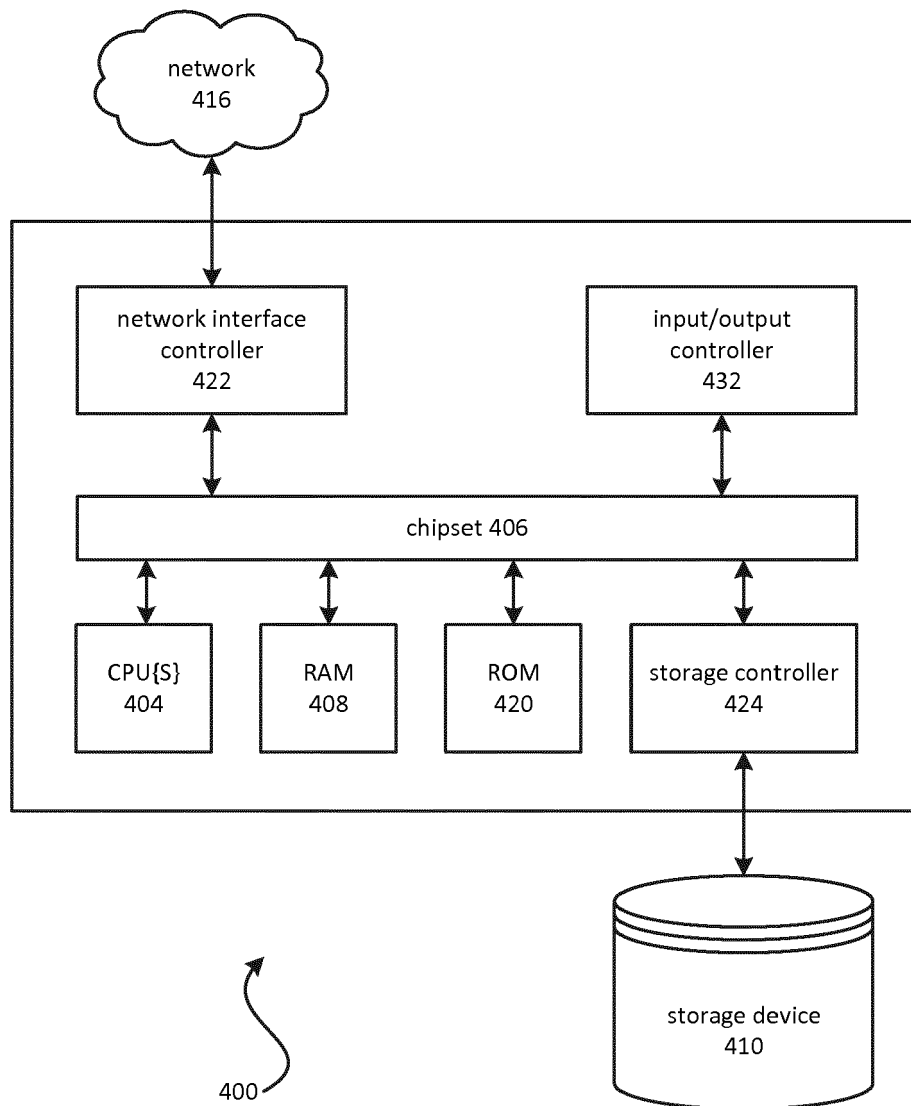 network
416
network interface
controller
422
input/output
controller
432
chipset 406
CPU{S}
404
RAM
408
ROM
420
storage controller
424
storage device
410
400